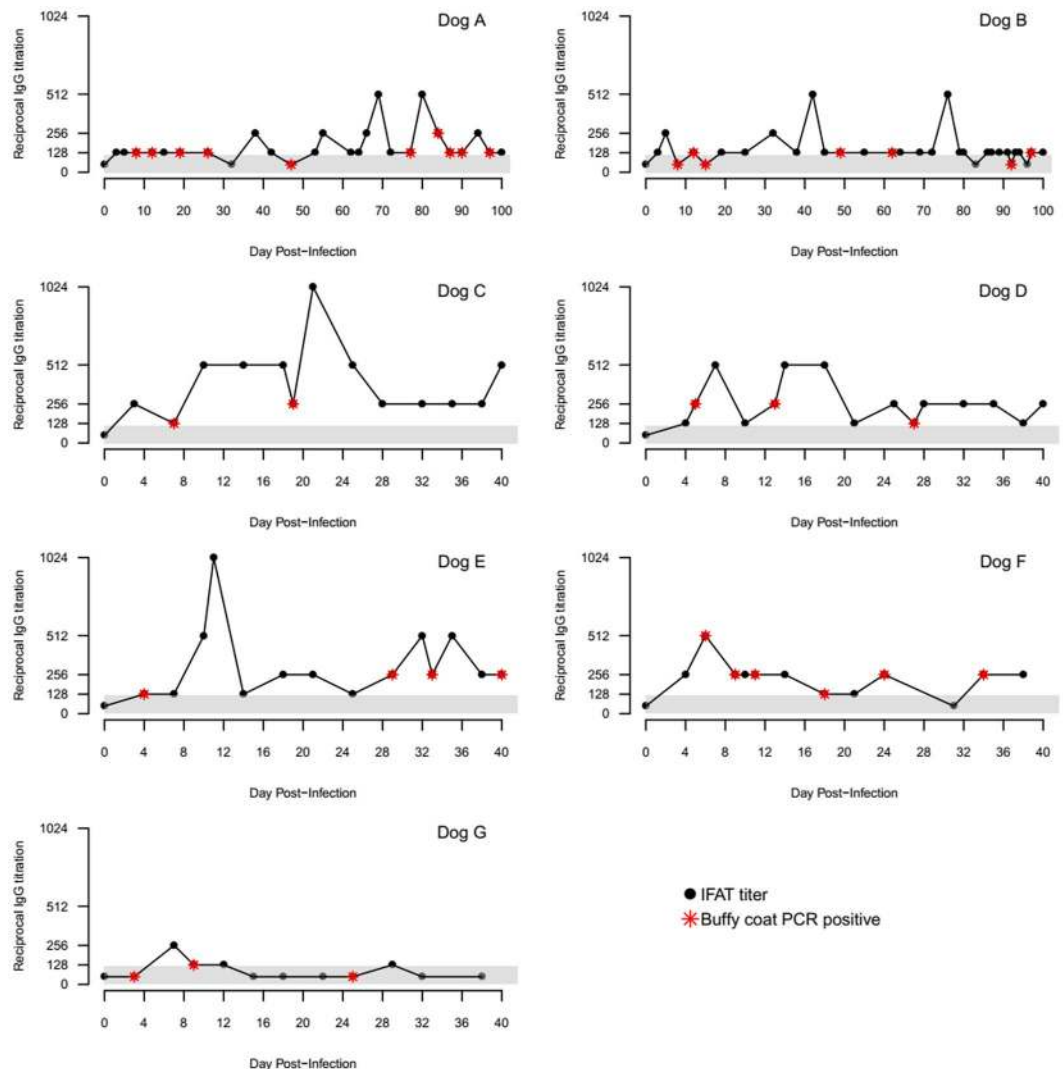 Dog A
Reciprocal IgG titration
1024
512
256
128
0
0 10 20 30 40 50 60 70 80 90 100
Day Post−Infection
Dog B
Reciprocal IgG titration
1024
512
256
128
0
0 10 20 30 40 50 60 70 80 90 100
Day Post−Infection
Dog C
Reciprocal IgG titration
1024
512
256
128
0
0 4 8 12 16 20 24 28 32 36 40
Day Post−Infection
Dog D
Reciprocal IgG titration
1024
512
256
128
0
0 4 8 12 16 20 24 28 32 36 40
Day Post−Infection
Dog E
Reciprocal IgG titration
1024
512
256
128
0
0 4 8 12 16 20 24 28 32 36 40
Day Post−Infection
Dog F
Reciprocal IgG titration
1024
512
256
128
0
0 4 8 12 16 20 24 28 32 36 40
Day Post−Infection
Dog G
Reciprocal IgG titration
1024
512
256
128
0
0 4 8 12 16 20 24 28 32 36 40
Day Post−Infection
IFAT titer
Buffy coat PCR positive